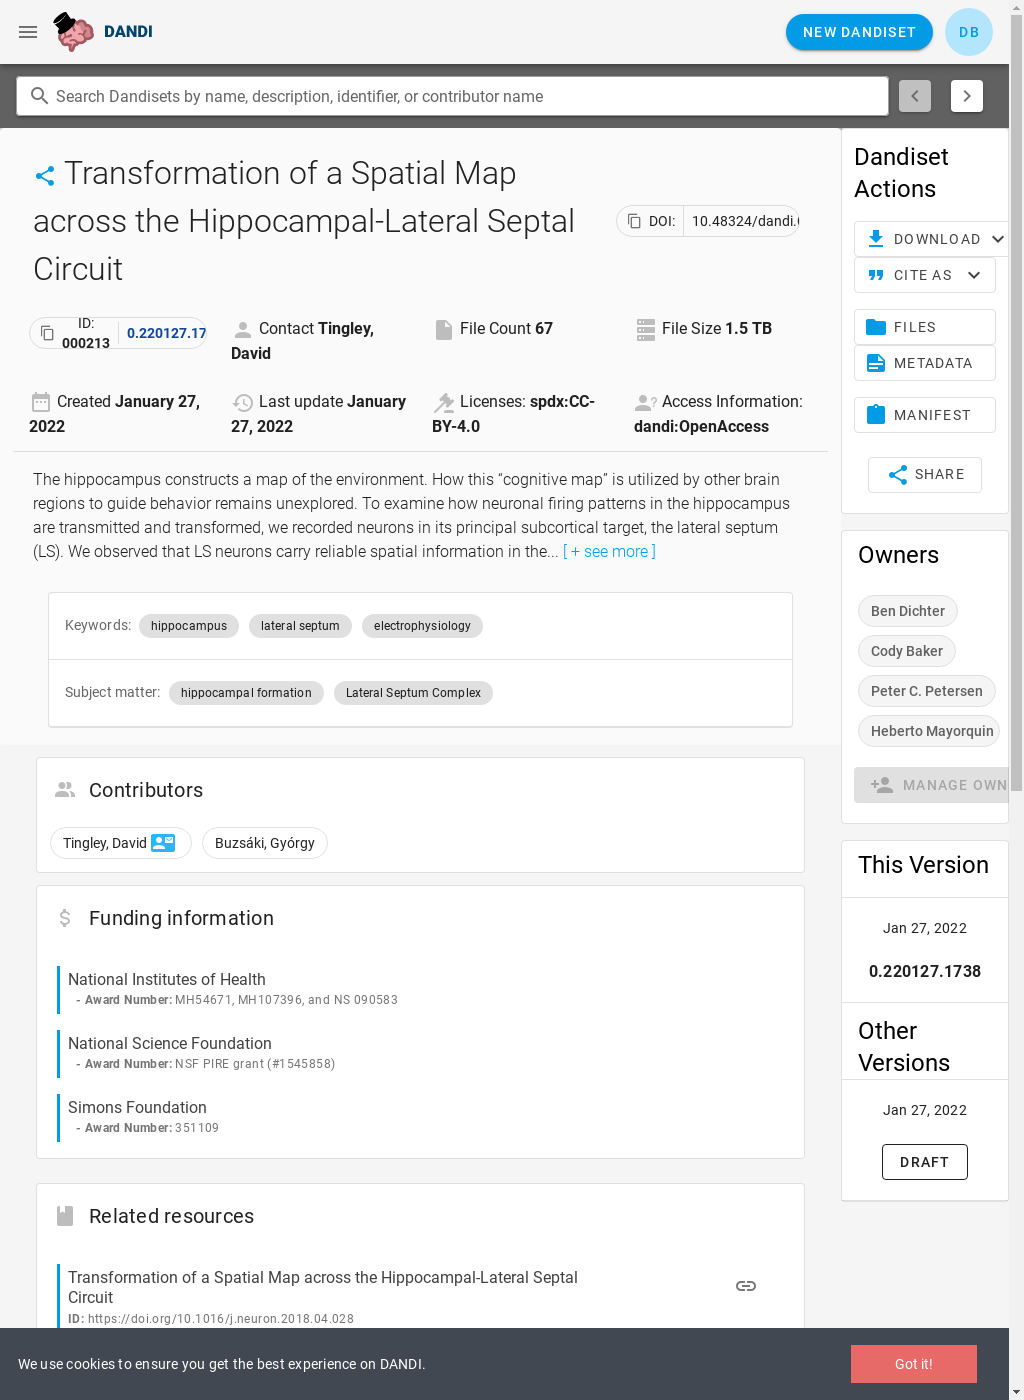 DANDI
NEW DANDISET
DB
Search Dandisets by name, description, identifier, or contributor name
Transformation of a Spatial Map
across the Hippocampal-Lateral Septal
Circuit
DOI: 10.48324/dandi.
ID:
000213
0.220127.17
Contact Tingley,
David
File Count 67
File Size 1.5 TB
Created January 27,
2022
Last update January
27, 2022
Licenses: spdx:CC-
BY-4.0
Access Information:
dandi:OpenAccess
The hippocampus constructs a map of the environment. How this “cognitive map” is utilized by other brain
regions to guide behavior remains unexplored. To examine how neuronal firing patterns in the hippocampus
are transmitted and transformed, we recorded neurons in its principal subcortical target, the lateral septum
(LS). We observed that LS neurons carry reliable spatial information in the... [ + see more ]
Keywords: hippocampus lateral septum electrophysiology
Subject matter: hippocampal formation Lateral Septum Complex
Contributors
Tingley, David
Buzsáki, György
Funding information
National Institutes of Health
- Award Number: MH54671, MH107396, and NS 090583
National Science Foundation
- Award Number: NSF PIRE grant (#1545858)
Simons Foundation
- Award Number: 351109
Related resources
Transformation of a Spatial Map across the Hippocampal-Lateral Septal
Circuit
ID: https://doi.org/10.1016/j.neuron.2018.04.028
Dandiset
Actions
DOWNLOAD
CITE AS
FILES
METADATA
MANIFEST
SHARE
Owners
Ben Dichter
Cody Baker
Peter C. Petersen
Heberto Mayorquin
MANAGE OWN
This Version
Jan 27, 2022
0.220127.1738
Other
Versions
Jan 27, 2022
DRAFT
We use cookies to ensure you get the best experience on DANDI.
Got it!